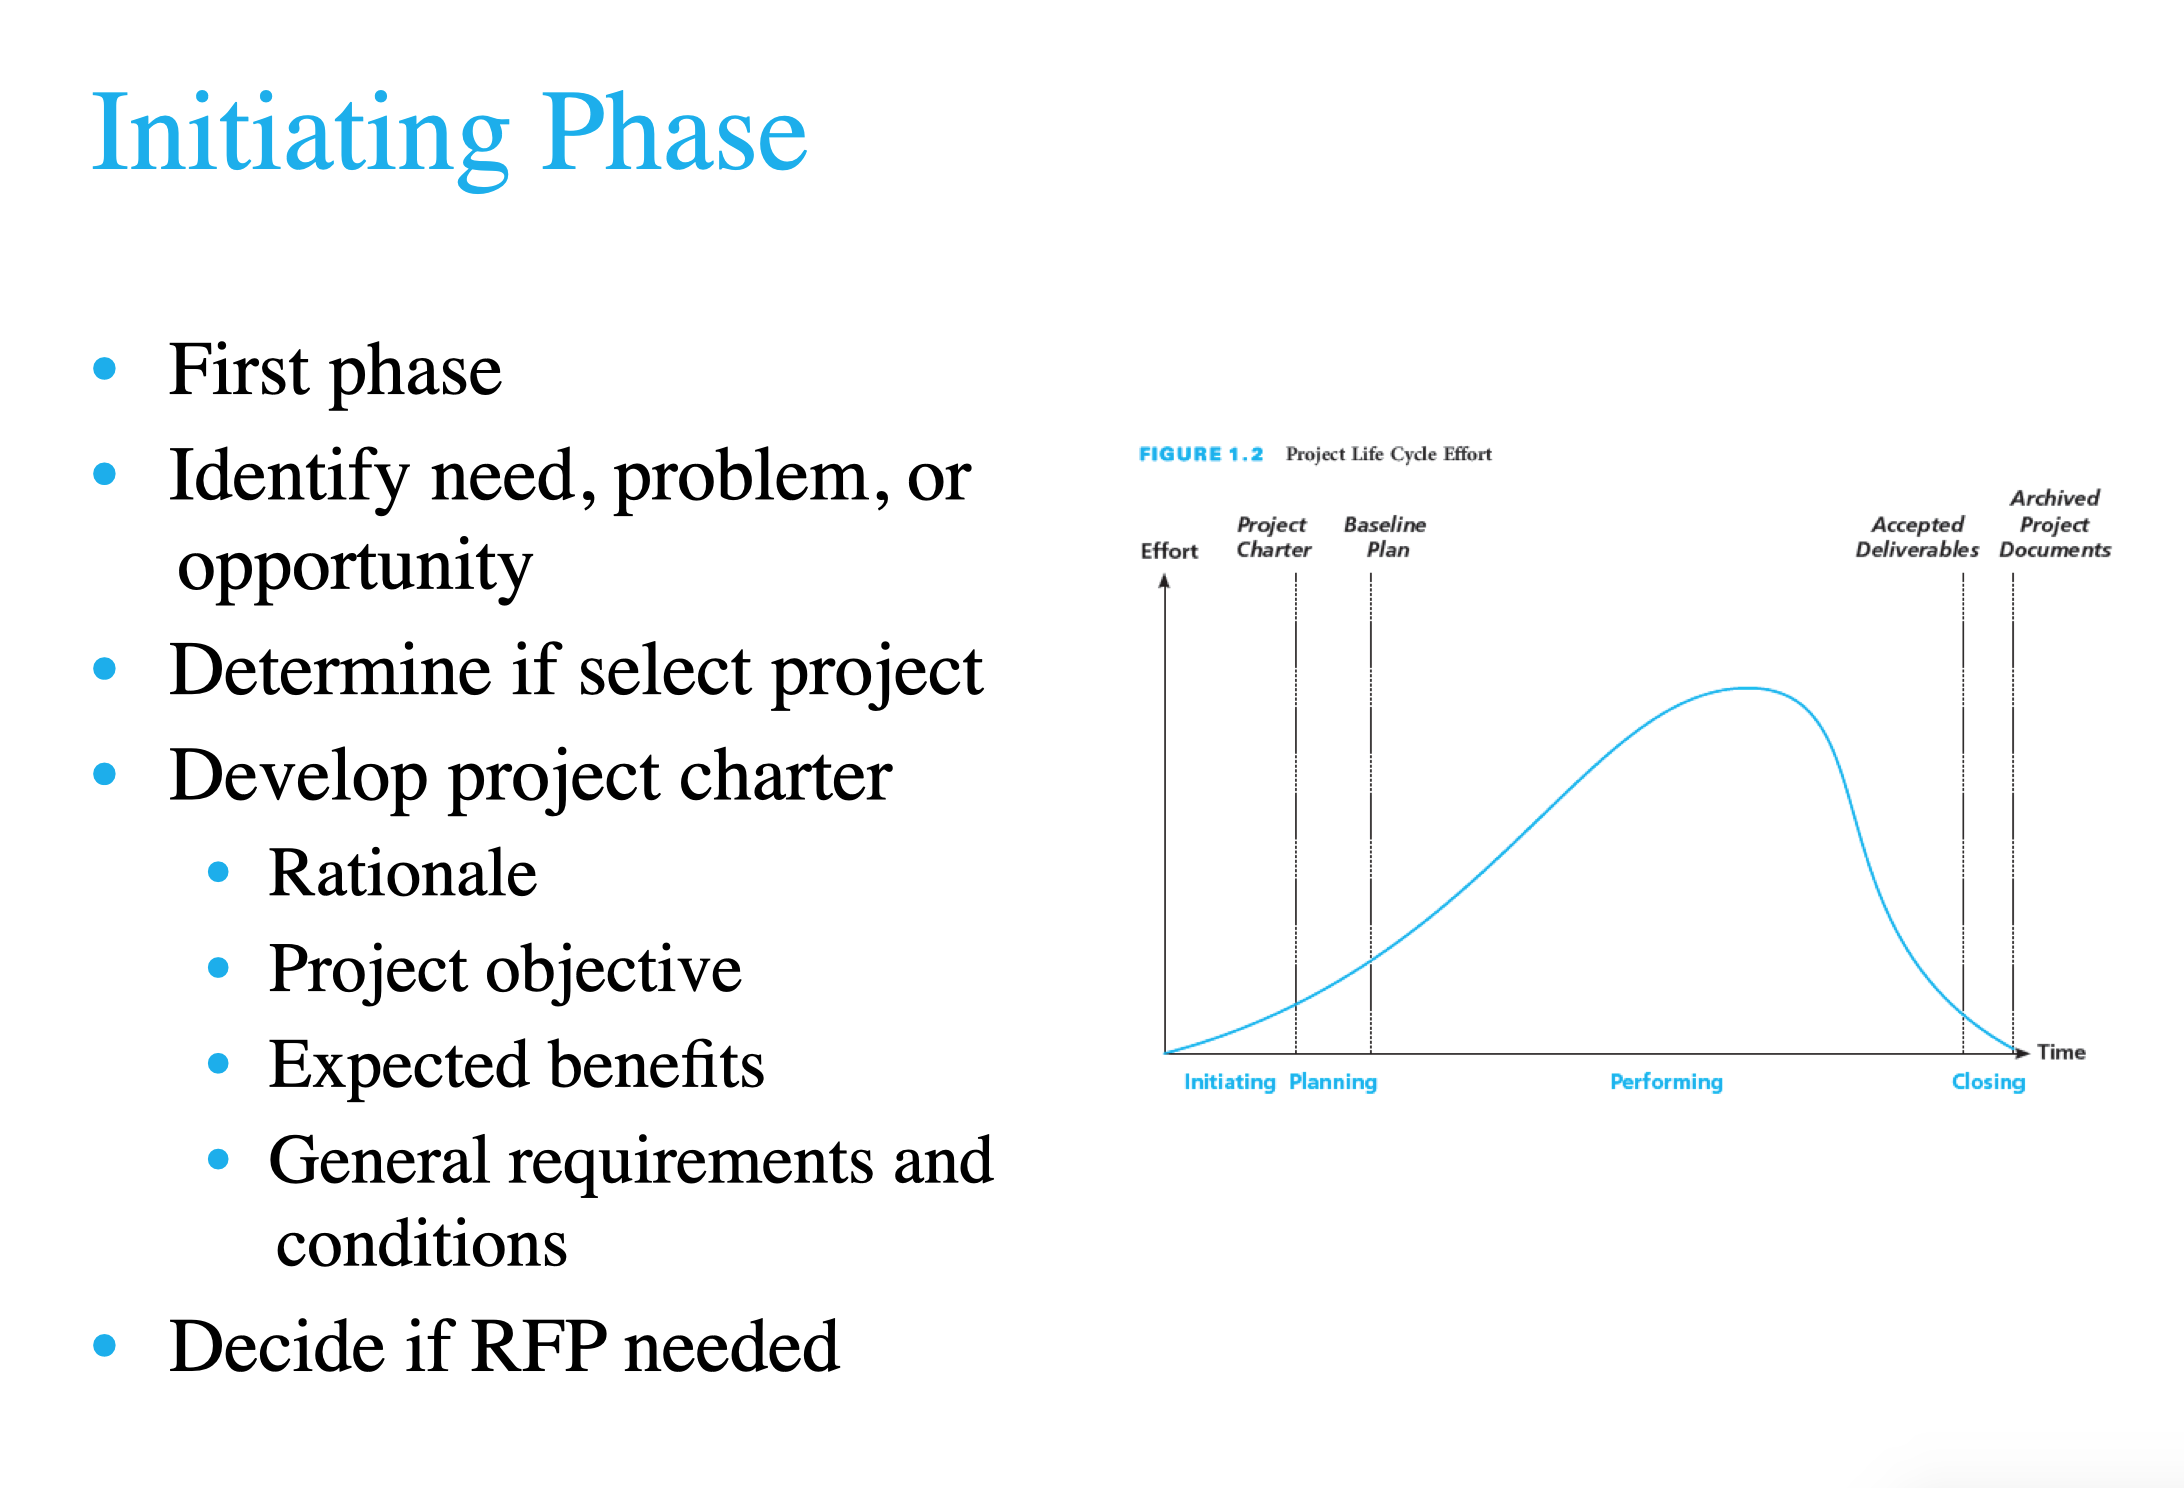 Initiating Phase
• First phase
• Identify need, problem, or
opportunity
• Determine if select project
• Develop project charter
• Rationale
• Project objective
• Expected benefits
• General requirements and
conditions
• Decide if RFP needed
FIGURE 1.2 Project Life Cycle Effort
Effort
Project
Charter
Baseline
Plan
Accepted
Deliverables
Archived
Project
Documents
Time
Initiating Planning Performing Closing